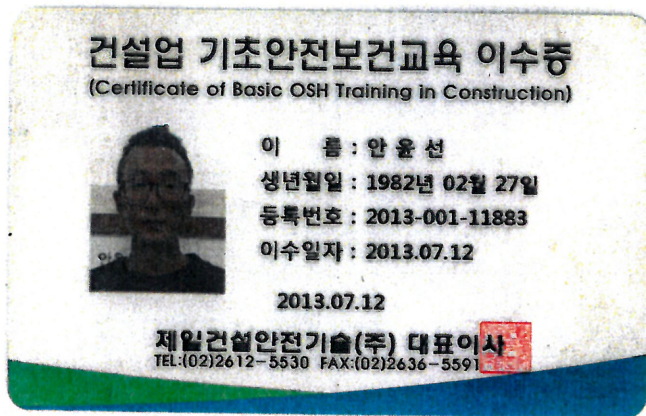 건설업 기초안전보건교육 이수증
(Certificate of Basic OSH Training in Construction)
이 름 : 안 윤 선
생년월일 : 1982년 02월 27일
등록번호 : 2013-001-11883
이수일자 : 2013.07.12
2013.07.12
제일건설안전기술(주) 대표이사
TEL:(02)2612-5530 FAX:(02)2636-5591